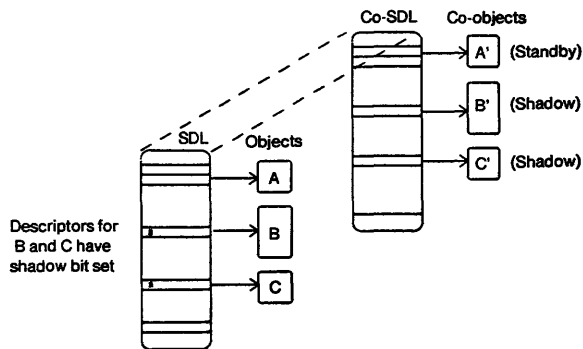 Co-SDL Co-objects
A' (Standby)
B' (Shadow)
C' (Shadow)
SDL Objects
A
Descriptors for
B and C have
shadow bit set
s
B
s
C